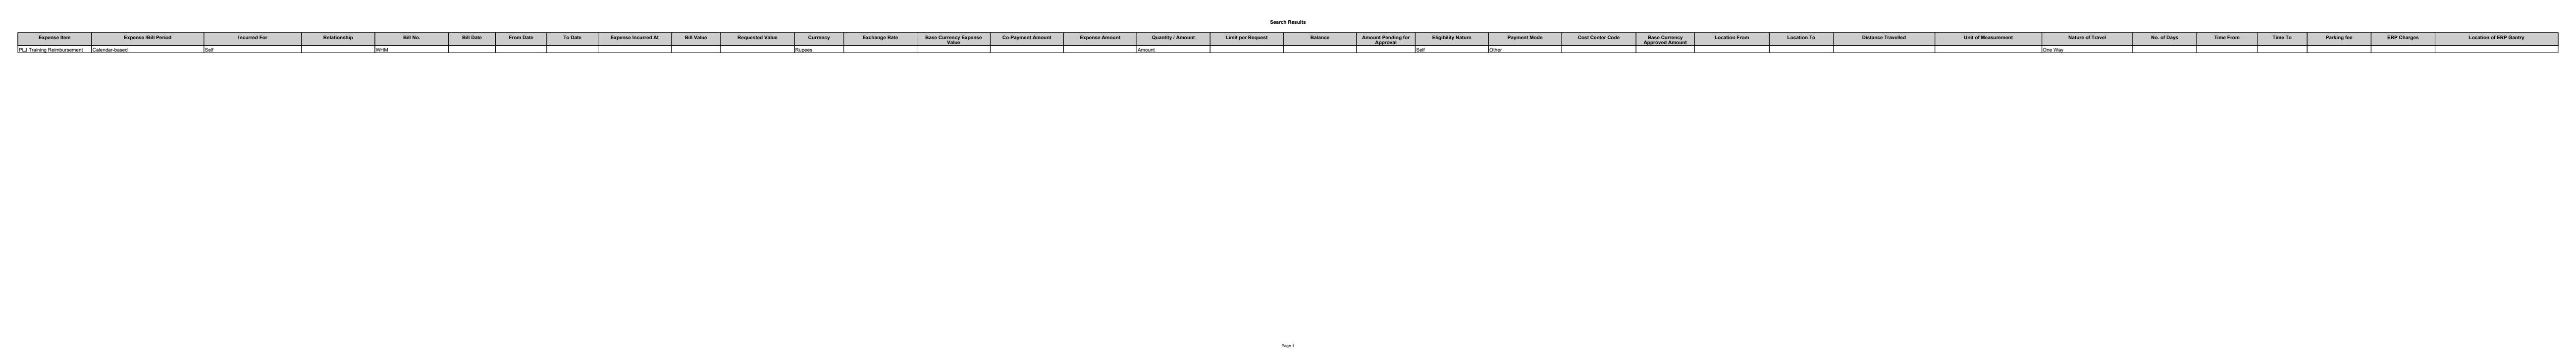 Search Results
Expense Item Expense /Bill Period Incurred For Relationship Bill No. Bill Date From Date To Date Expense Incurred At Bill Value Requested Value Currency Exchange Rate Base Currency Expense Value Co-Payment Amount Expense Amount Quantity / Amount Limit per Request Balance Amount Pending for Approval Eligibility Nature Payment Mode Cost Center Code Base Currency Approved Amount Location From Location To Distance Travelled Unit of Measurement Nature of Travel No. of Days Time From Time To Parking fee ERP Charges Location of ERP Gantry
PLJ Training Reimbursement Calendar-based Self WHM Rupees Amount Self Other One Way
Page 1